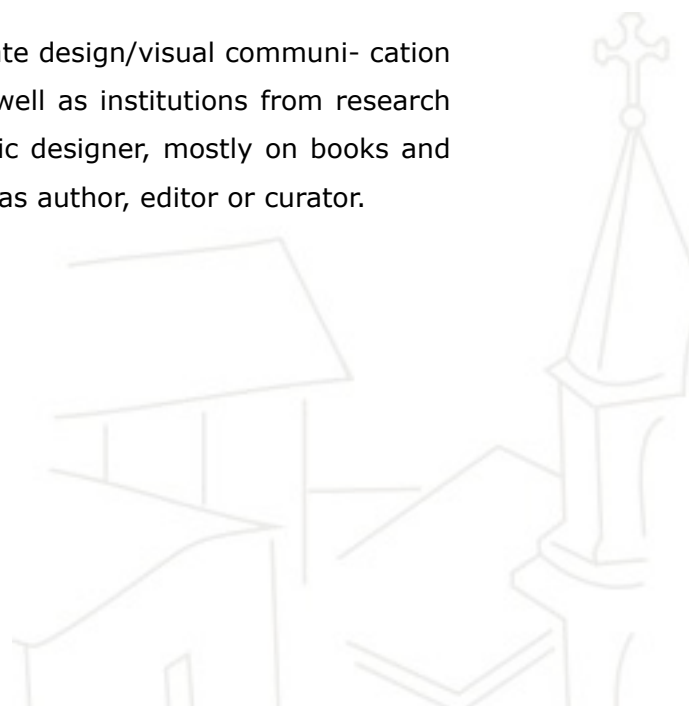 te design/visual communi- cation
well as institutions from research
ic designer, mostly on books and
as author, editor or curator.